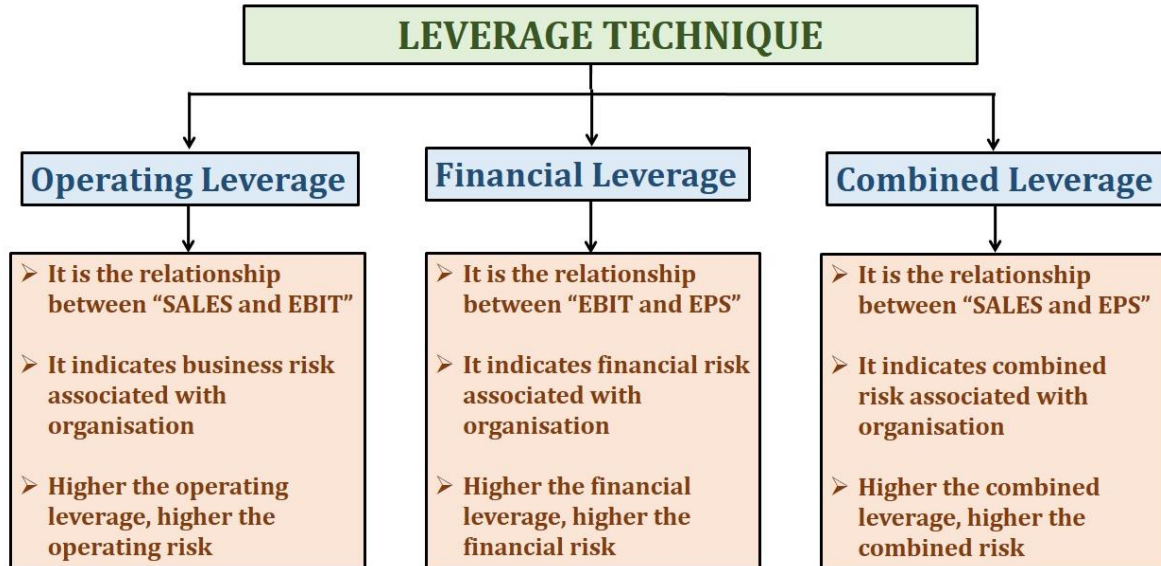 LEVERAGE TECHNIQUE
Operating Leverage
➢ It is the relationship
between “SALES and EBIT”
➢ It indicates business risk
associated with
organisation
➢ Higher the operating
leverage, higher the
operating risk
Financial Leverage
➢ It is the relationship
between “EBIT and EPS”
➢ It indicates financial risk
associated with
organisation
➢ Higher the financial
leverage, higher the
financial risk
Combined Leverage
➢ It is the relationship
between “SALES and EPS”
➢ It indicates combined
risk associated with
organisation
➢ Higher the combined
leverage, higher the
combined risk